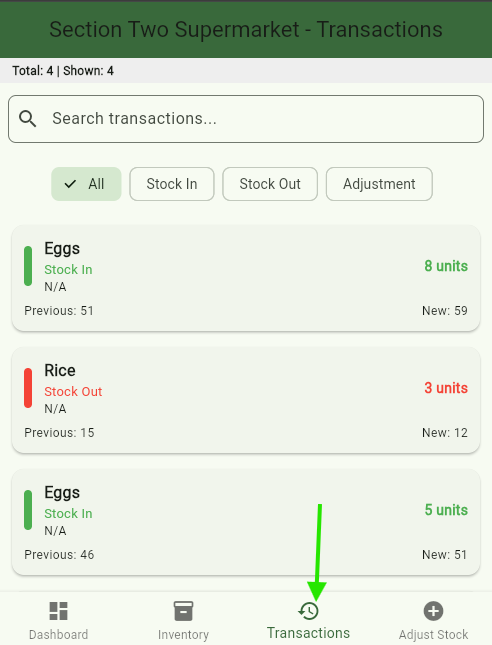 Section Two Supermarket - Transactions
Total: 4 | Shown: 4
Search transactions...
All
Stock In
Stock Out
Adjustment
Eggs
Stock In
8 units
N/A
Previous: 51
New: 59
Rice
Stock Out
3 units
N/A
Previous: 15
New: 12
Eggs
Stock In
5 units
N/A
Previous: 46
New: 51
Dashboard
Inventory
Transactions
Adjust Stock